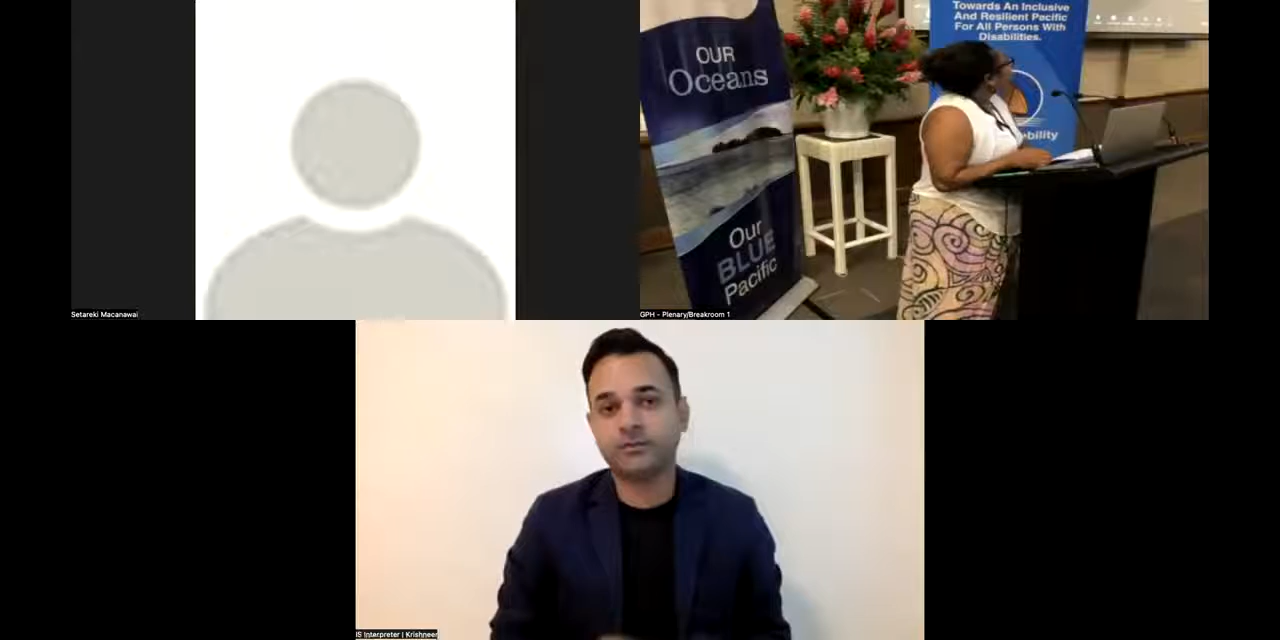 Setareki Macanawai
OUR
Oceans
Our
BLUE
Pacific
Towards An Inclusive
And Resilient Pacific
For All Persons With
Disabilities.
GPH - Plenary/Breakroom 1
IS Interpreter | Krishneer